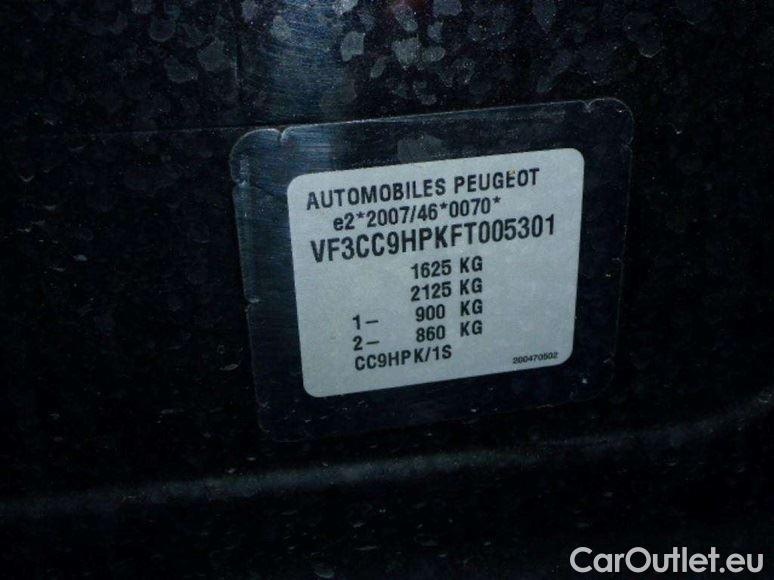 AUTOMOBILES PEUGEOT
e2*2007/46*0070*
VF3CC9HPKFT005301
1625 KG
2125 KG
1- 900 KG
2- 860 KG
CC9HPK/1S 200470502
CarOutlet.eu